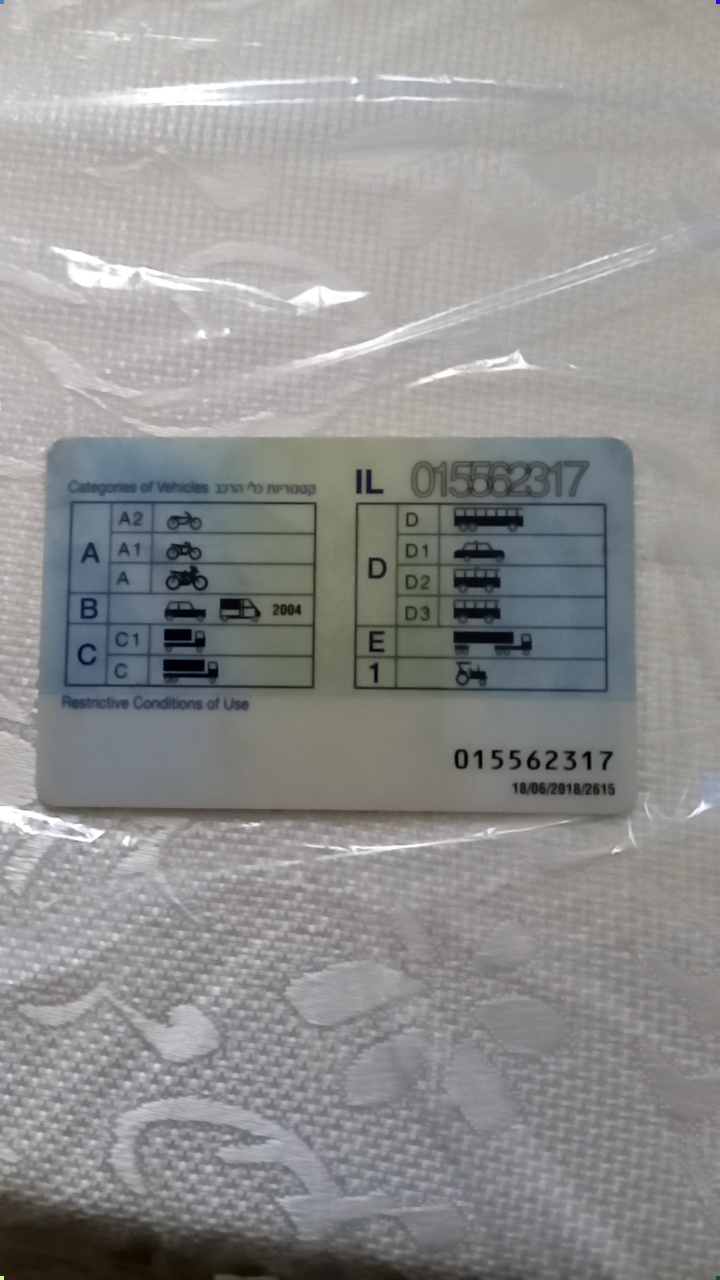 Categories of Vehicles קטגוריות כלי הרכב
A A2
A1
A
B 2004
C C1
C
IL 015562317
D D
D1
D2
D3
E
1
Restrictive Conditions of Use
015562317
18/06/2018/2615